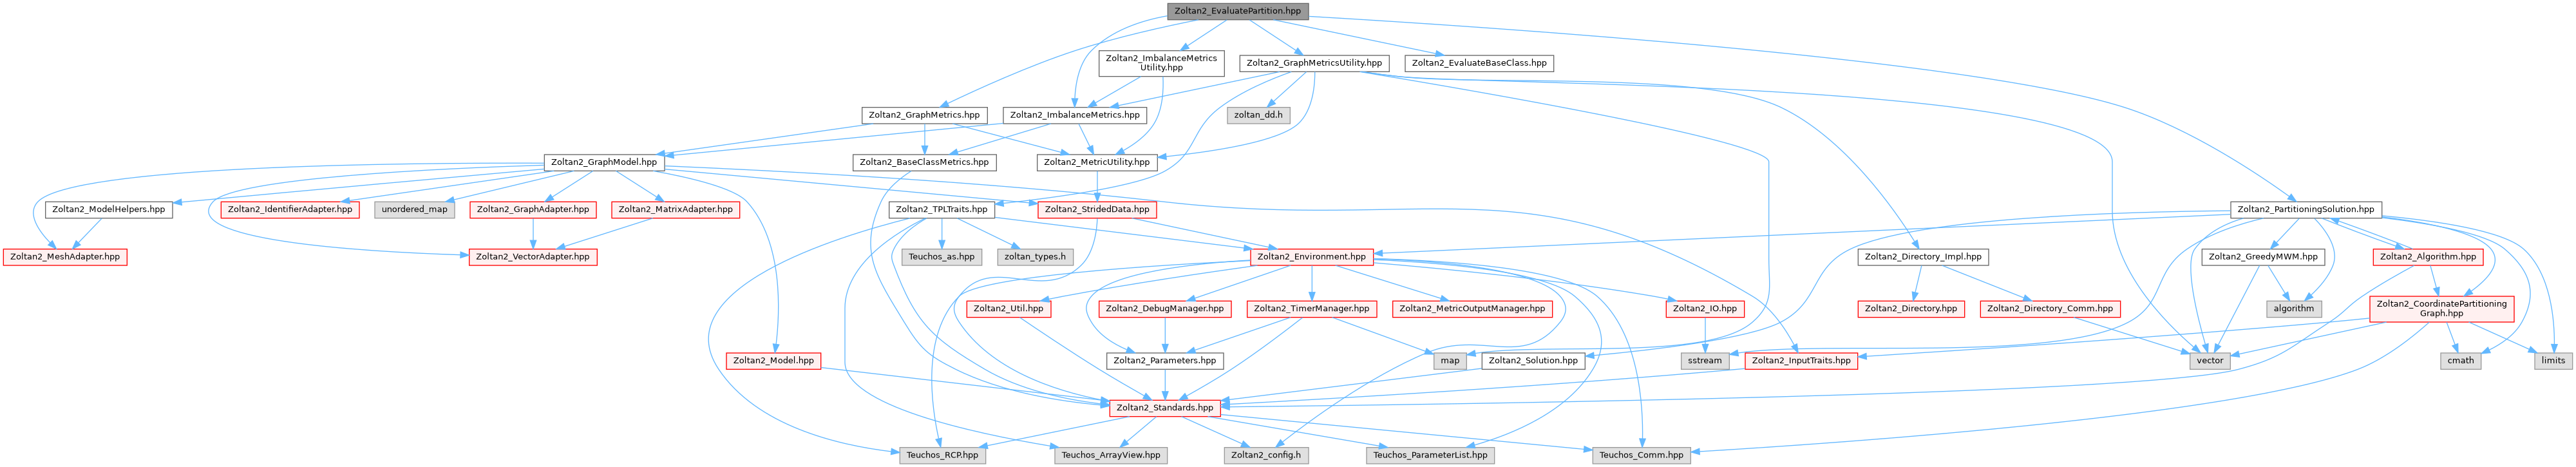 Zoltan2_EvaluatePartition.hpp
Zoltan2_ImbalanceMetrics
Utility.hpp
Zoltan2_GraphMetricsUtility.hpp
Zoltan2_EvaluateBaseClass.hpp
Zoltan2_GraphMetrics.hpp
Zoltan2_ImbalanceMetrics.hpp
zoltan_dd.h
Zoltan2_GraphModel.hpp
Zoltan2_BaseClassMetrics.hpp
Zoltan2_MetricUtility.hpp
Zoltan2_ModelHelpers.hpp
Zoltan2_IdentifierAdapter.hpp
unordered_map
Zoltan2_GraphAdapter.hpp
Zoltan2_MatrixAdapter.hpp
Zoltan2_TPLTraits.hpp
Zoltan2_StridedData.hpp
Zoltan2_PartitioningSolution.hpp
Zoltan2_MeshAdapter.hpp
Zoltan2_VectorAdapter.hpp
Teuchos_as.hpp
zoltan_types.h
Zoltan2_Environment.hpp
Zoltan2_Directory_Impl.hpp
Zoltan2_GreedyMWM.hpp
Zoltan2_Algorithm.hpp
Zoltan2_Util.hpp
Zoltan2_DebugManager.hpp
Zoltan2_TimerManager.hpp
Zoltan2_MetricOutputManager.hpp
Zoltan2_IO.hpp
Zoltan2_Directory.hpp
Zoltan2_Directory_Comm.hpp
algorithm
Zoltan2_CoordinatePartitioning
Graph.hpp
Zoltan2_Model.hpp
Zoltan2_Parameters.hpp
map
Zoltan2_Solution.hpp
sstream
Zoltan2_InputTraits.hpp
vector
cmath
limits
Zoltan2_Standards.hpp
Teuchos_RCP.hpp
Teuchos_ArrayView.hpp
Zoltan2_config.h
Teuchos_ParameterList.hpp
Teuchos_Comm.hpp